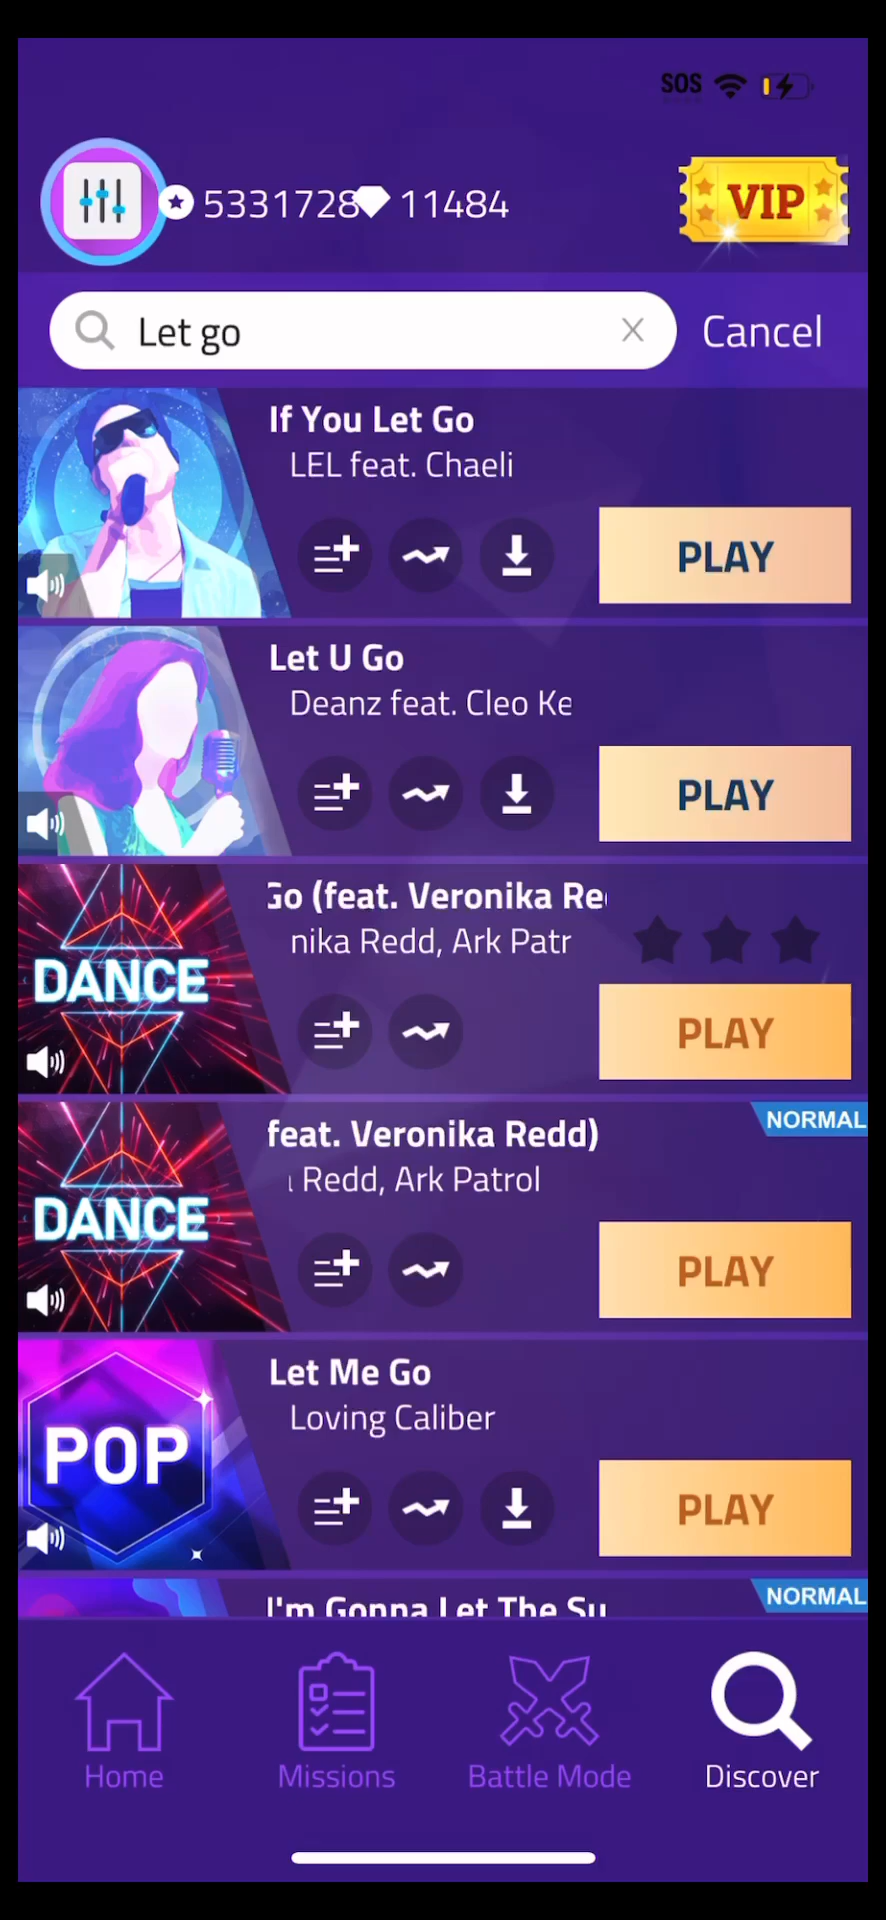 SOS
5331728 11484
VIP
Let go
Cancel
If You Let Go
LEL feat. Chaeli
PLAY
Let U Go
Deanz feat. Cleo Ke
PLAY
DANCE
Go (feat. Veronika Re
nika Redd, Ark Patr
PLAY
NORMAL
DANCE
feat. Veronika Redd)
Redd, Ark Patrol
PLAY
POP
Let Me Go
Loving Caliber
PLAY
NORMAL
I'm Gonna Let The Su
Home
Missions
Battle Mode
Discover